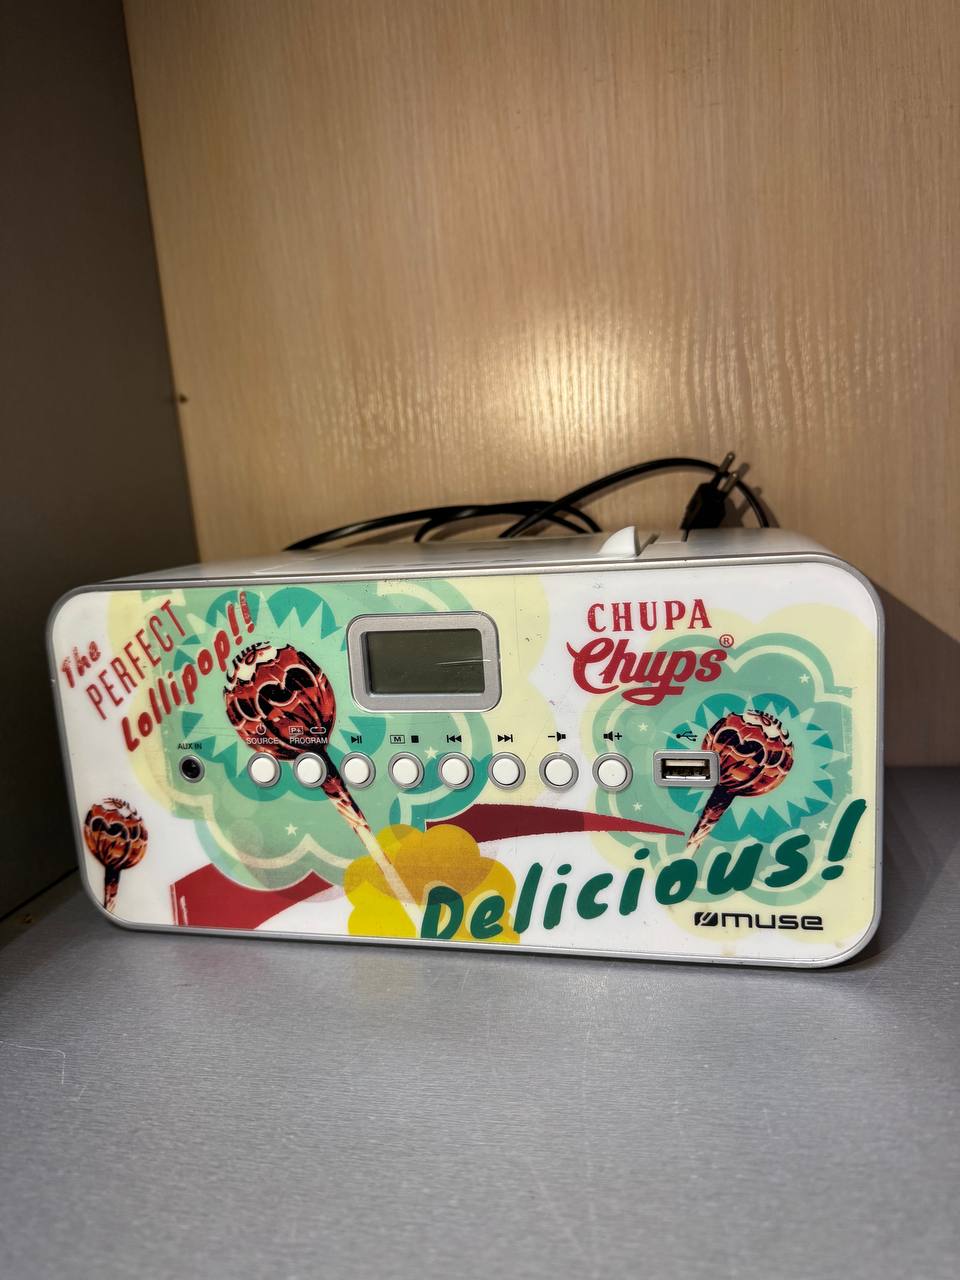 The
PERFECT
Lollipop!!
CHUPA
Chups®
AUX IN
SOURCE
P+
PROGRAM
M
Delicious!
muse